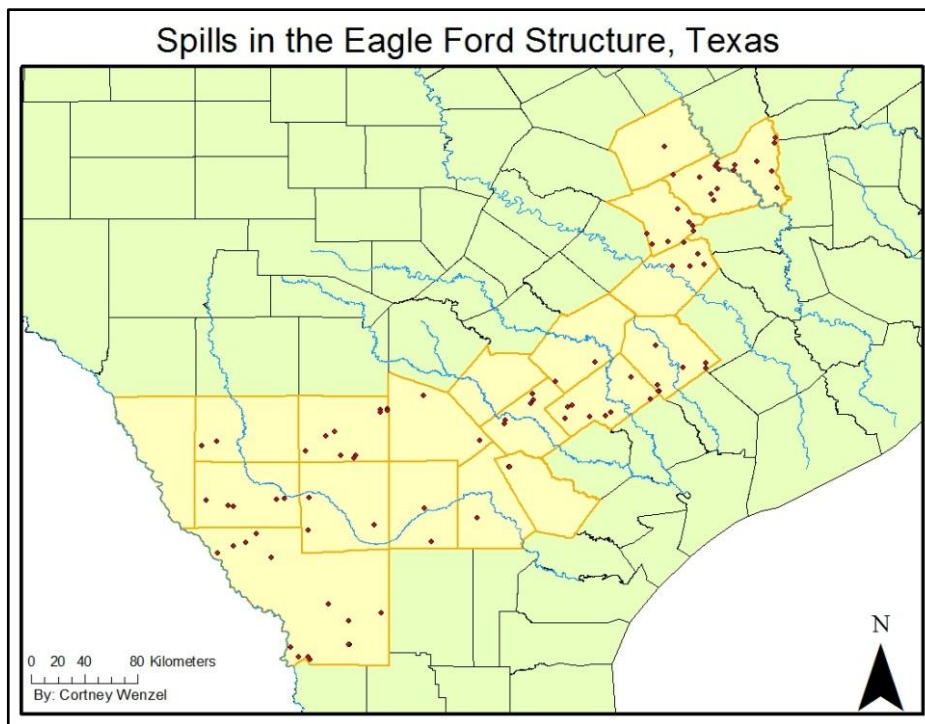 Spills in the Eagle Ford Structure, Texas
N
0 20 40 80 Kilometers
By: Cortney Wenzel